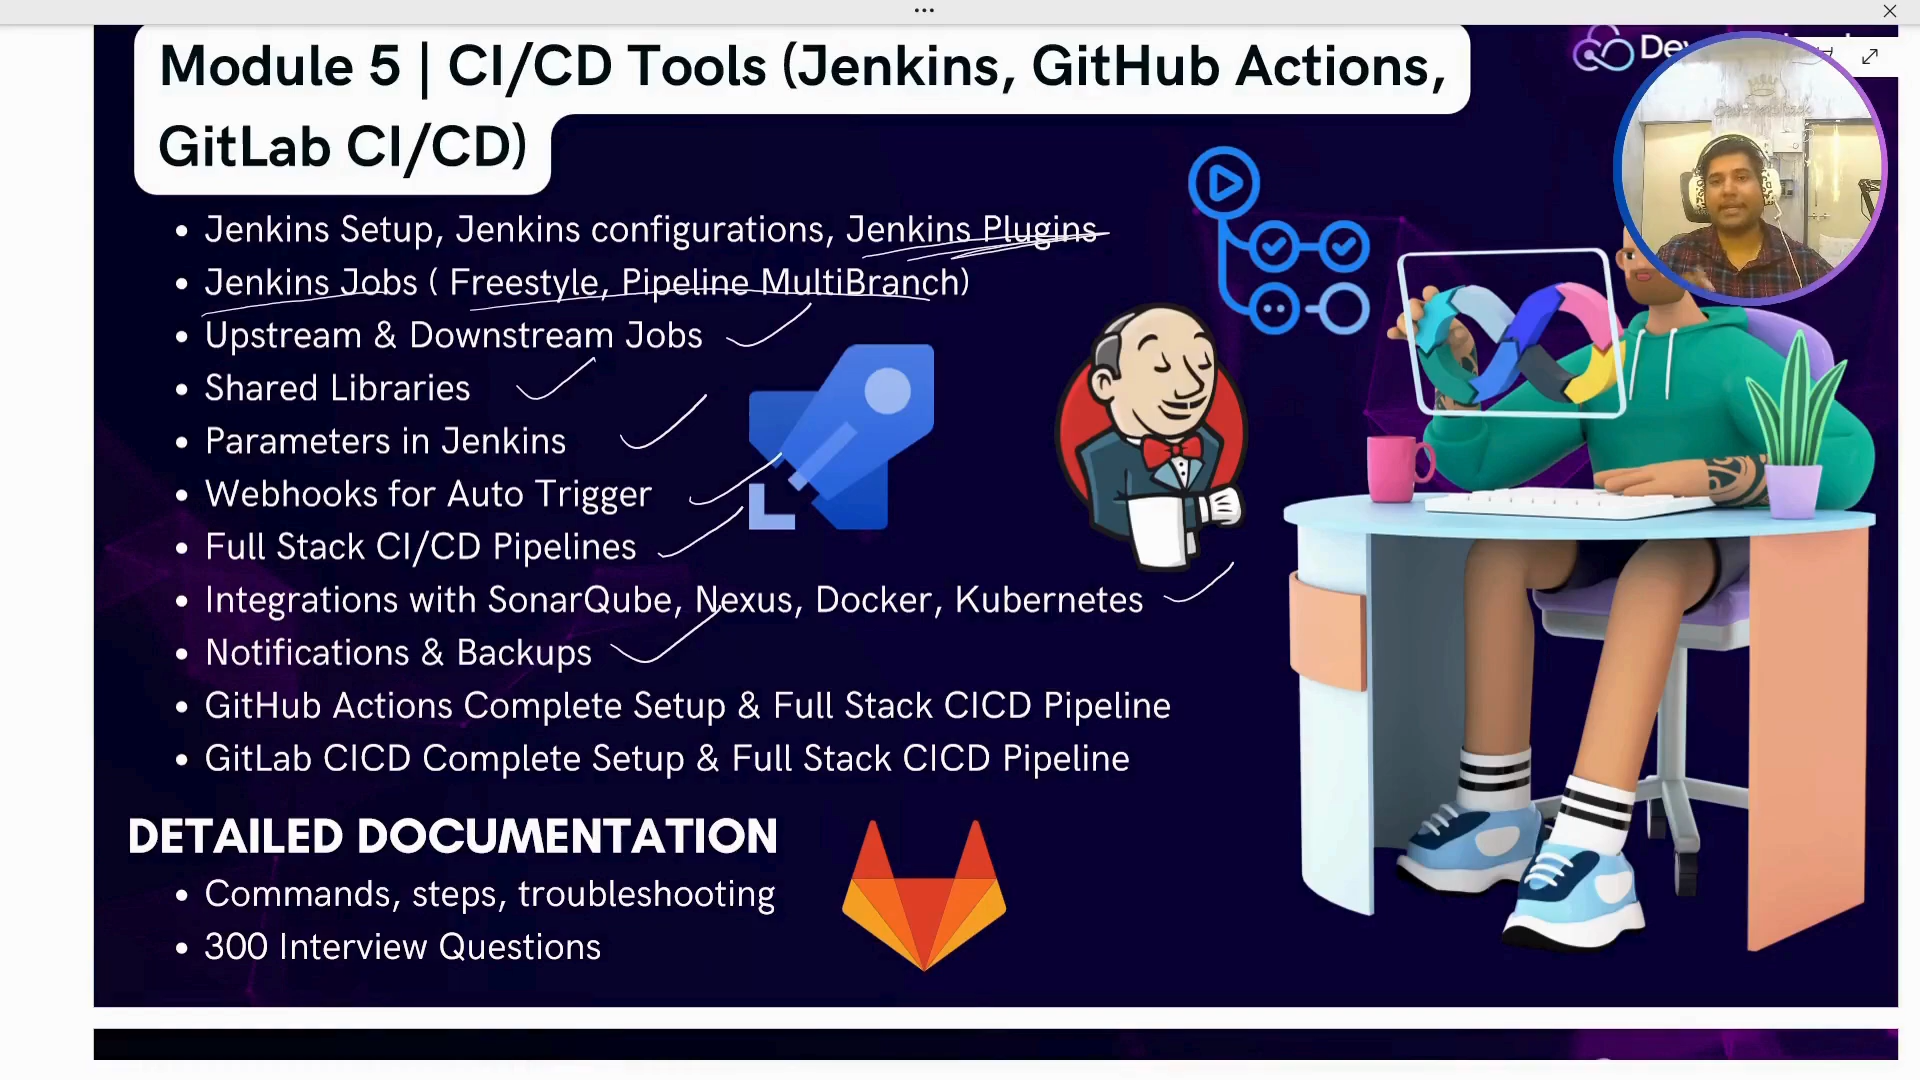 Module 5 | CI/CD Tools (Jenkins, GitHub Actions,
GitLab CI/CD)
• Jenkins Setup, Jenkins configurations, Jenkins Plugins
• Jenkins Jobs ( Freestyle, Pipeline MultiBranch)
• Upstream & Downstream Jobs
• Shared Libraries
• Parameters in Jenkins
• Webhooks for Auto Trigger
• Full Stack CI/CD Pipelines
• Integrations with SonarQube, Nexus, Docker, Kubernetes
• Notifications & Backups
• GitHub Actions Complete Setup & Full Stack CICD Pipeline
• GitLab CICD Complete Setup & Full Stack CICD Pipeline
DETAILED DOCUMENTATION
• Commands, steps, troubleshooting
• 300 Interview Questions